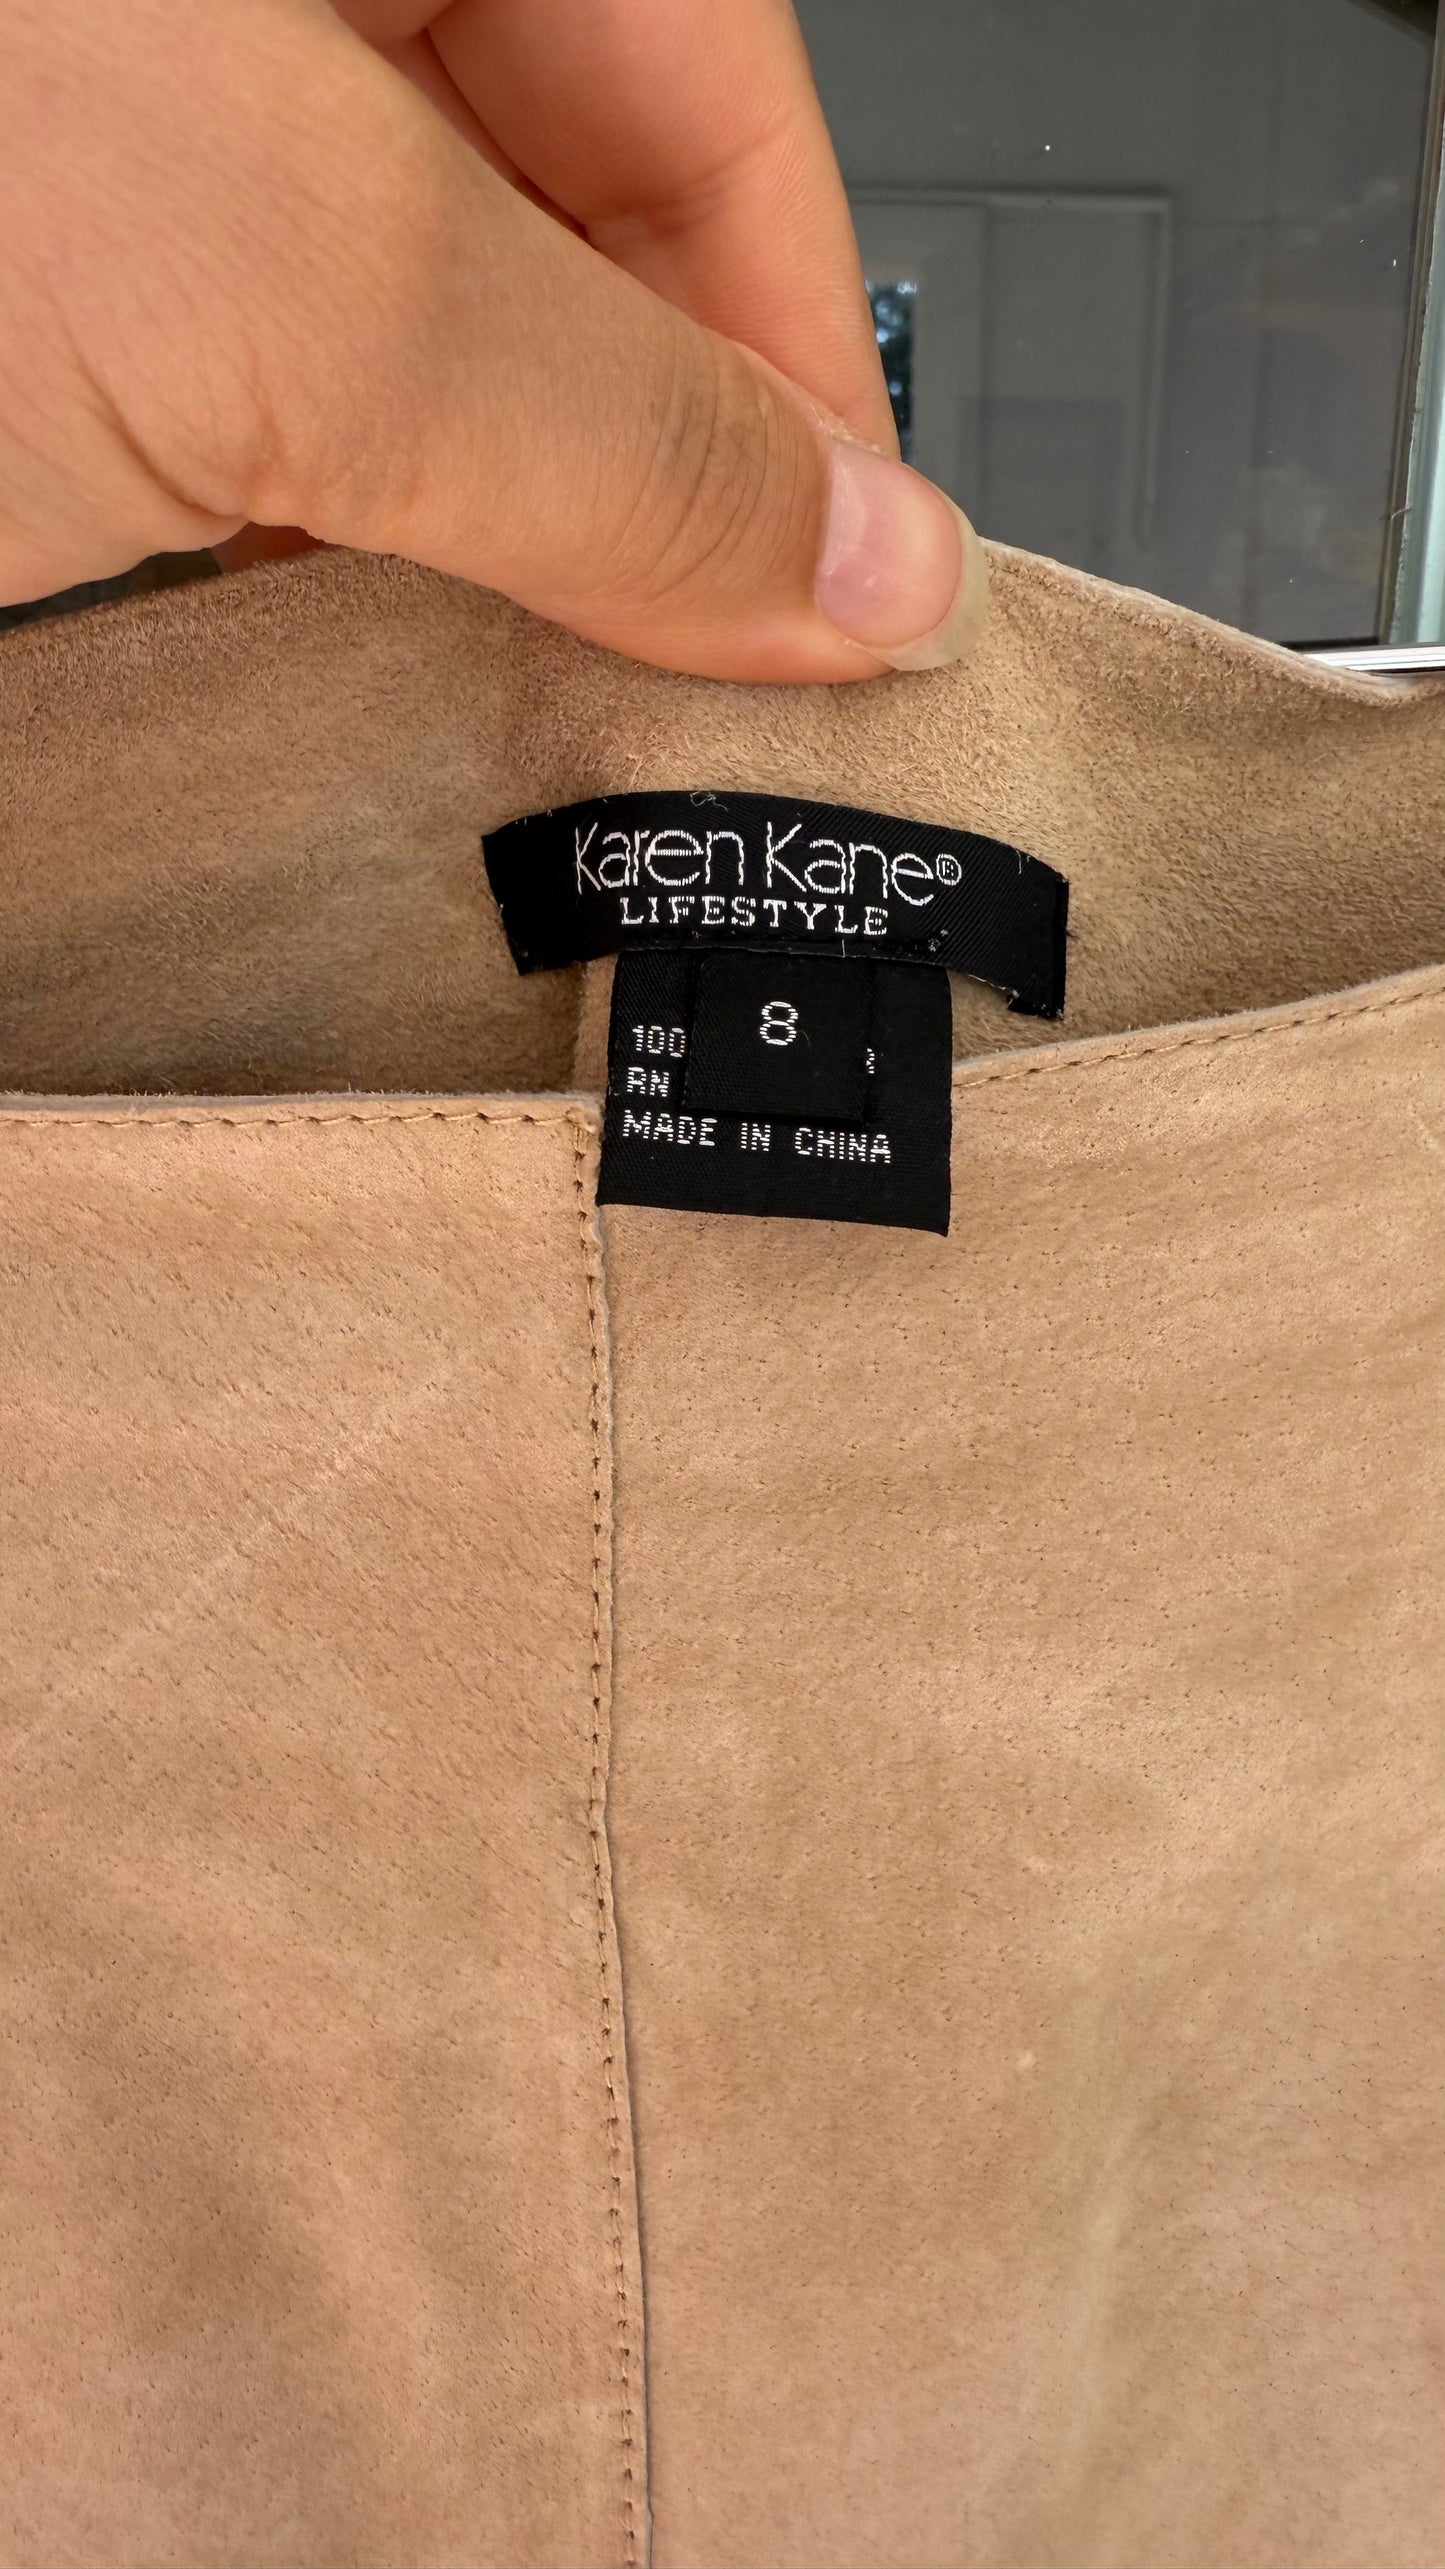 Karen Kane®
LIFESTYLE
8
100
RN
MADE IN CHINA